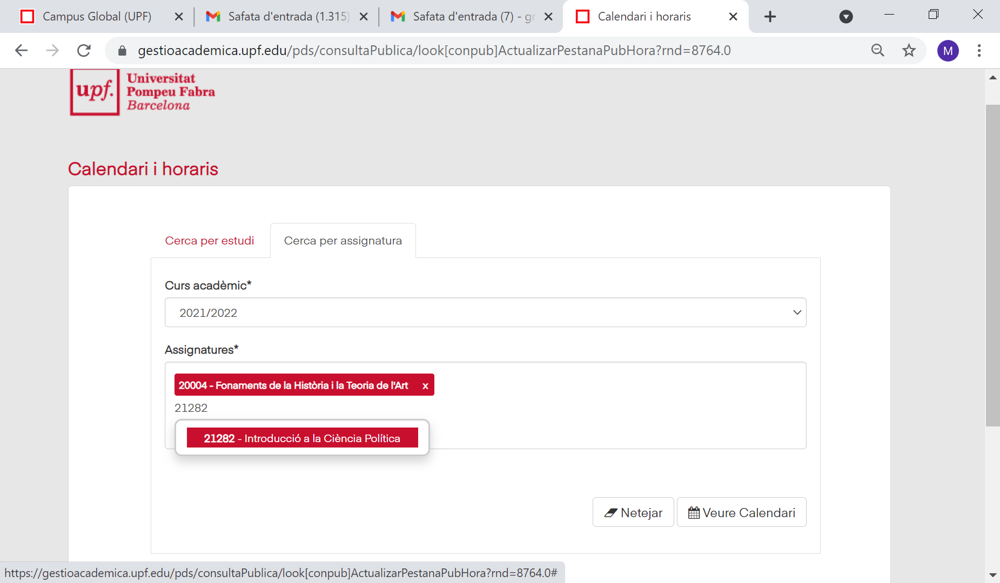 Campus Global (UPF)
Safata d'entrada (1.315)
Safata d'entrada (7) - gr
Calendari i horaris
gestioacademica.upf.edu/pds/consultaPublica/look[conpub]ActualizarPestanaPubHora?rnd=8764.0
M
upf.
Universitat
Pompeu Fabra
Barcelona
Calendari i horaris
Cerca per estudi
Cerca per assignatura
Curs acadèmic*
2021/2022
Assignatures*
20004 - Fonaments de la Història i la Teoria de l'Art x
21282
21282 - Introducció a la Ciència Política
Netejar
Veure Calendari
https://gestioacademica.upf.edu/pds/consultaPublica/look[conpub]ActualizarPestanaPubHora?rnd=8764.0#